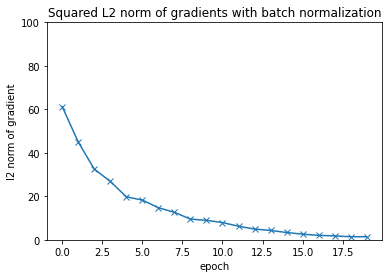 Squared L2 norm of gradients with batch normalization
l2 norm of gradient
100
80
60
40
20
0
0.0 2.5 5.0 7.5 10.0 12.5 15.0 17.5
epoch